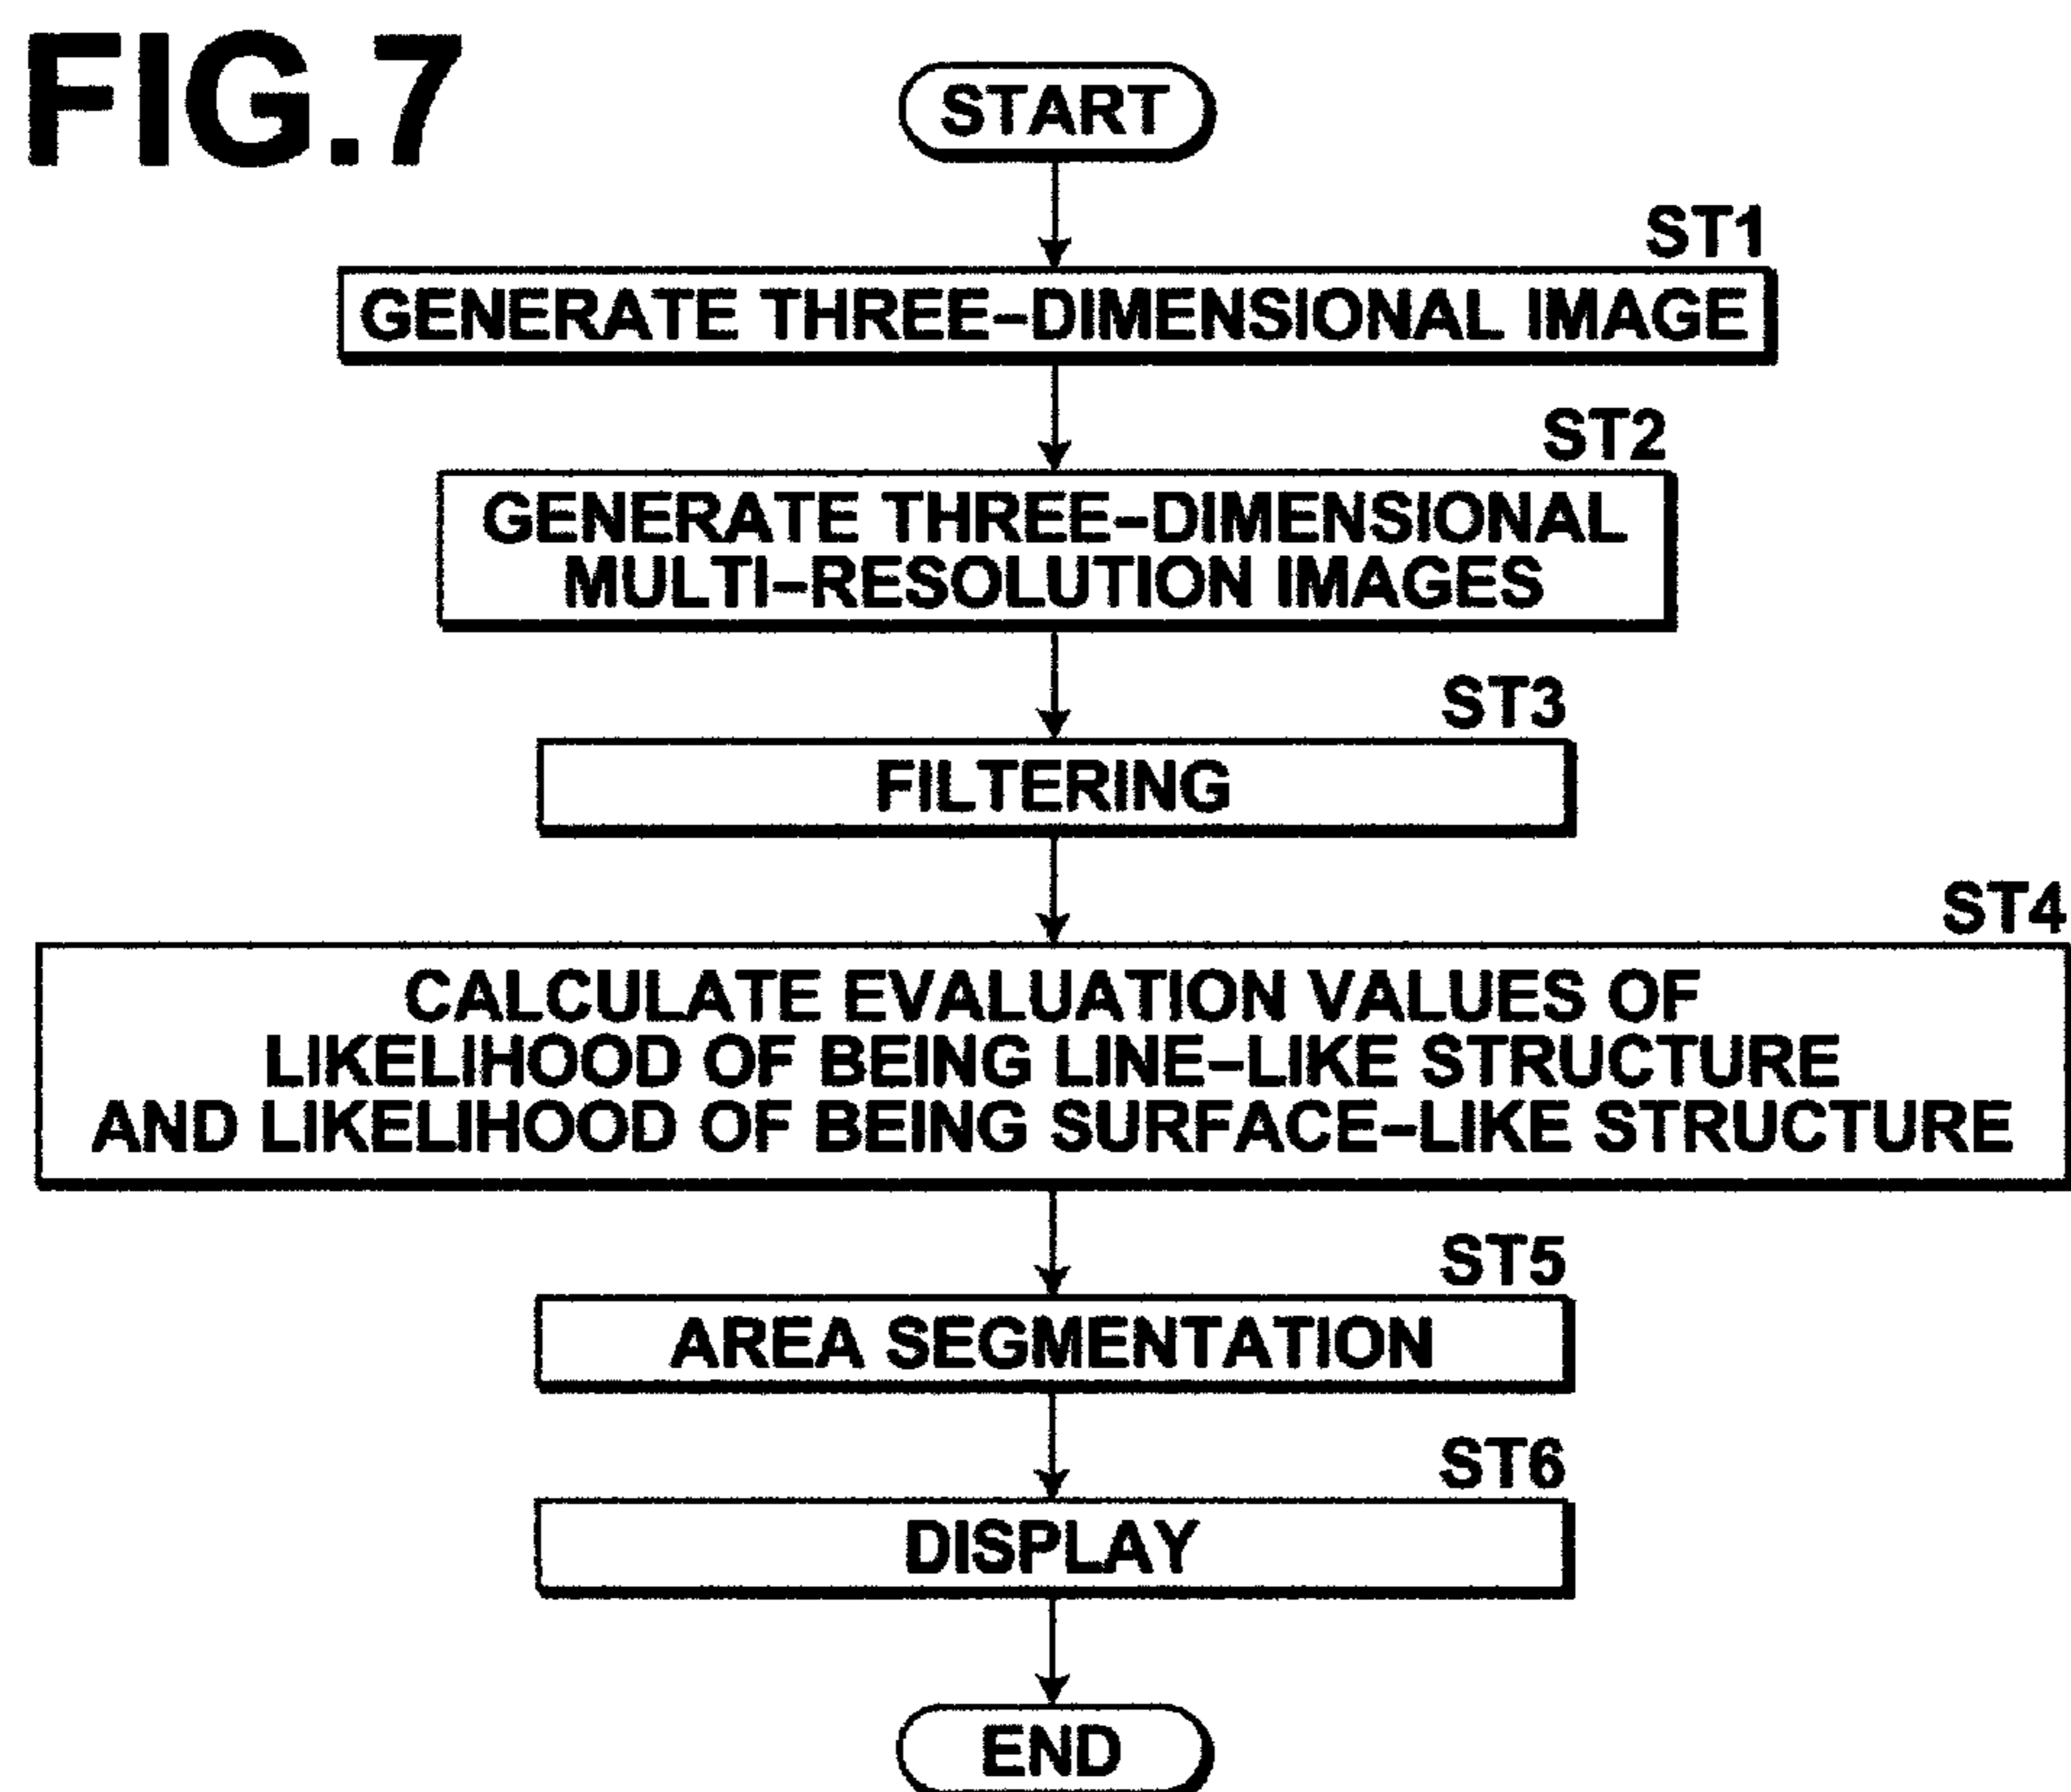 FIG.7
START
ST1
GENERATE THREE-DIMENSIONAL IMAGE
ST2
GENERATE THREE-DIMENSIONAL
MULTI-RESOLUTION IMAGES
ST3
FILTERING
ST4
CALCULATE EVALUATION VALUES OF
LIKELIHOOD OF BEING LINE-LIKE STRUCTURE
AND LIKELIHOOD OF BEING SURFACE-LIKE STRUCTURE
ST5
AREA SEGMENTATION
ST6
DISPLAY
END